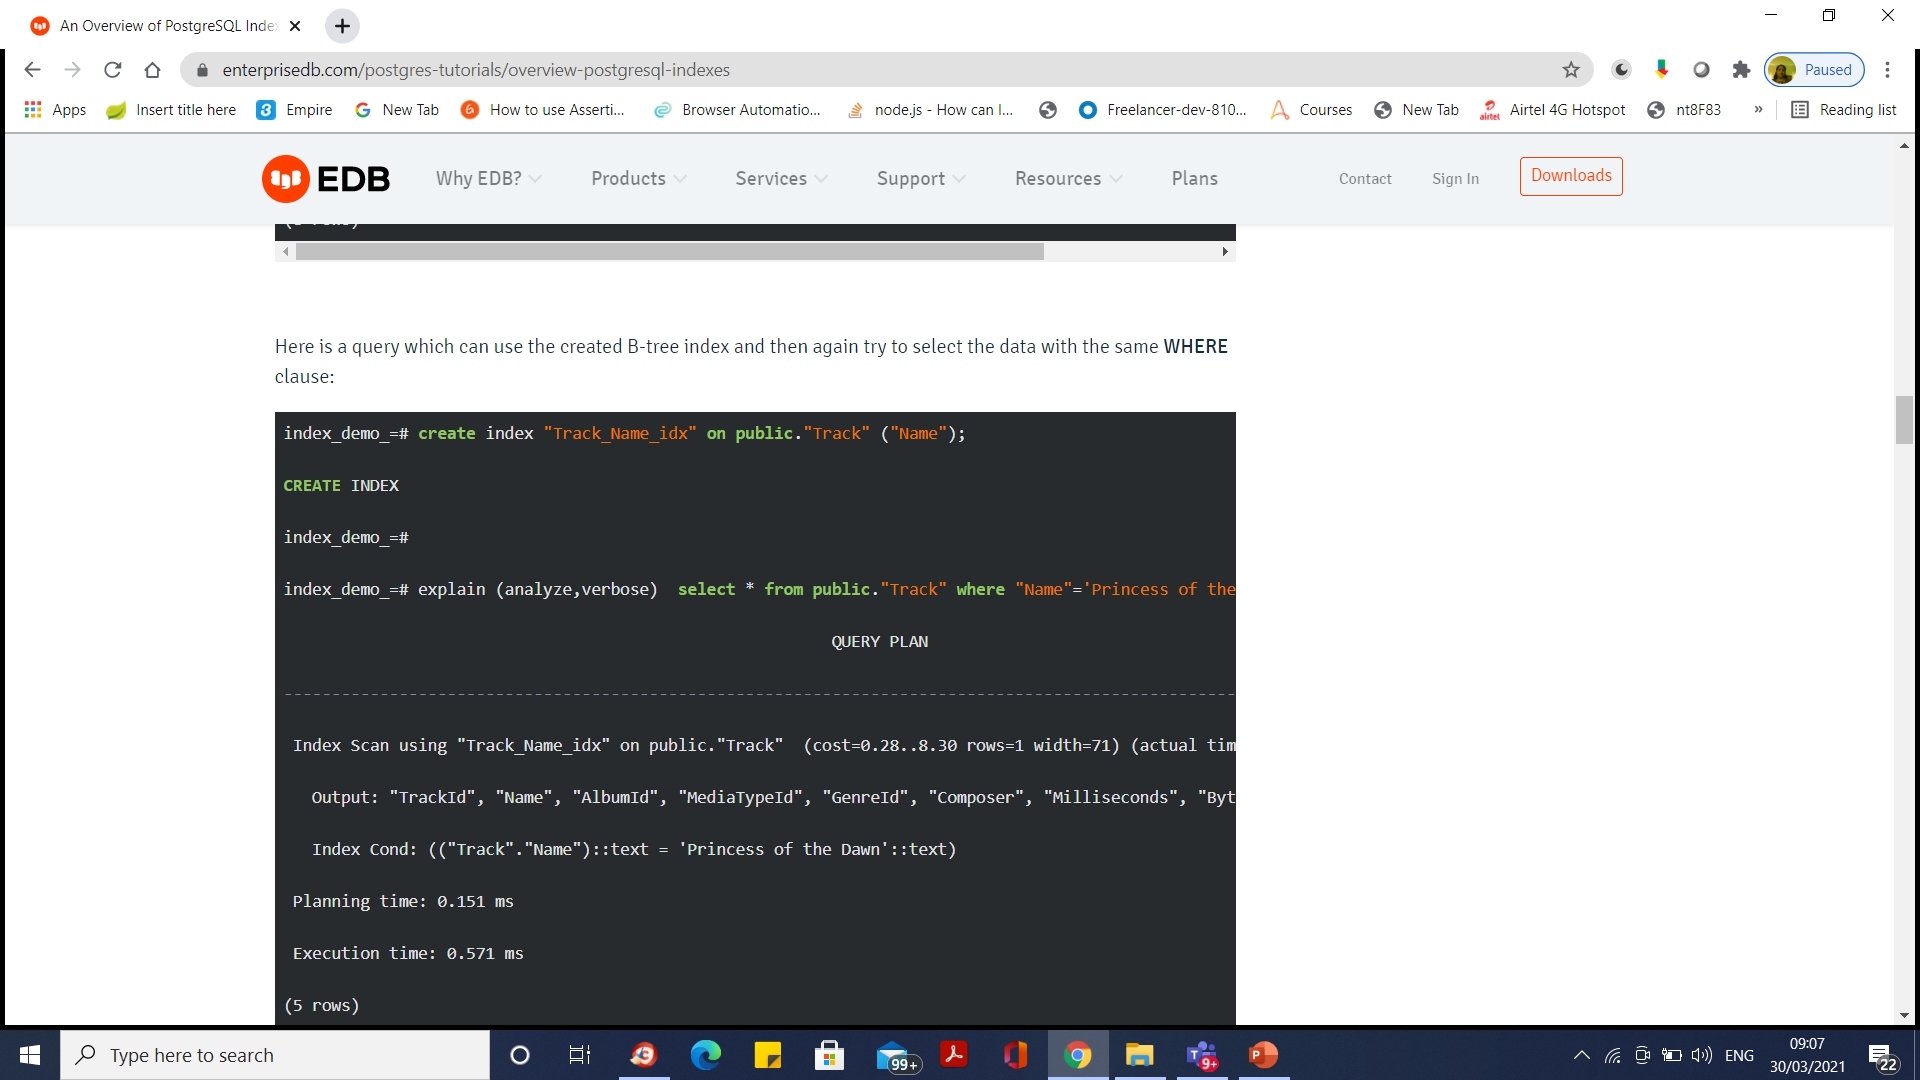 An Overview of PostgreSQL Inde
enterprisedb.com/postgres-tutorials/overview-postgresql-indexes
Paused
Apps
Insert title here
Empire
New Tab
How to use Asserti...
Browser Automatio...
node.js - How can I...
Freelancer-dev-810...
Courses
New Tab
airtel
Airtel 4G Hotspot
nt8F83
»
Reading list
EDB
Why EDB?
Products
Services
Support
Resources
Plans
Contact
Sign In
Downloads
Here is a query which can use the created B-tree index and then again try to select the data with the same WHERE
clause:
index_demo_=# create index "Track_Name_idx" on public."Track" ("Name");
CREATE INDEX
index_demo_=#
index_demo_=# explain (analyze,verbose)  select * from public."Track" where "Name"='Princess of the
QUERY PLAN
---------------------------------------------------------------------------------------------------
Index Scan using "Track_Name_idx" on public."Track"  (cost=0.28..8.30 rows=1 width=71) (actual tim
Output: "TrackId", "Name", "AlbumId", "MediaTypeId", "GenreId", "Composer", "Milliseconds", "Byt
Index Cond: (("Track"."Name")::text = 'Princess of the Dawn'::text)
Planning time: 0.151 ms
Execution time: 0.571 ms
(5 rows)
Type here to search
99+
9+
ENG
09:07
30/03/2021
22